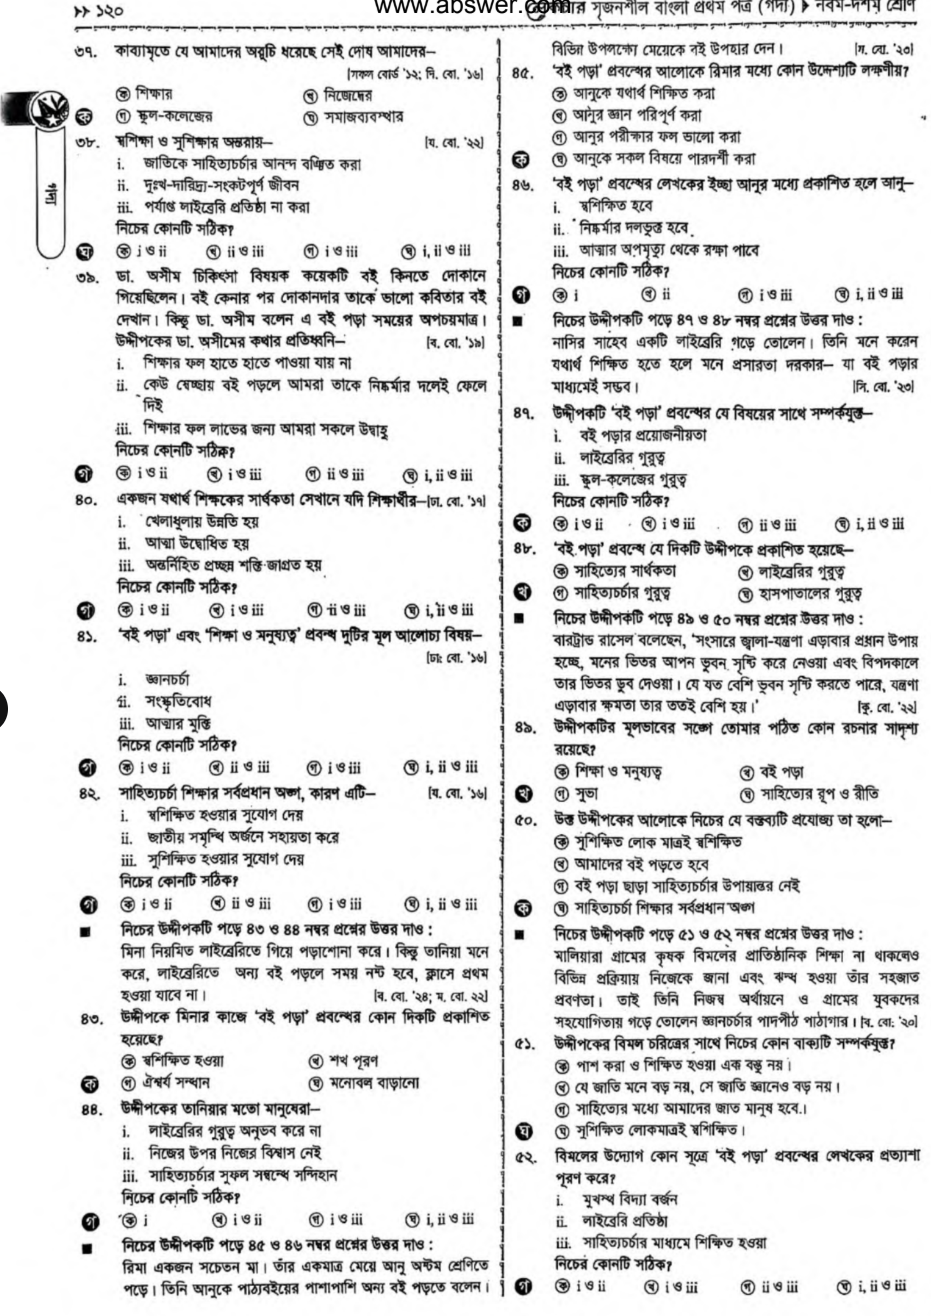 ▸▸ ১২০
www.abswer.com
সৃজনশীল বাংলা প্রথম পত্র (গদ্য) ▸ নবম-দশম শ্রেণি
গদ্য
৩৭. কাব্যামৃতে যে আমাদের অরুচি ধরেছে সেই দোষ আমাদের—
[সকল বোর্ড '১২; দি. বো. '১৬]
ⓚ শিক্ষার ⓚ নিজেদের
ক গ স্কুল-কলেজের ঘ সমাজব্যবস্থার
৩৮. স্বশিক্ষা ও সুশিক্ষার অন্তরায়— [য. বো. '২২]
i. জাতিকে সাহিত্যচর্চার আনন্দ বঞ্চিত করা
ii. দুঃখ-দারিদ্র্য-সংকটপূর্ণ জীবন
iii. পর্যাপ্ত লাইব্রেরি প্রতিষ্ঠা না করা
নিচের কোনটি সঠিক?
ঘ ক i ও ii খ ii ও iii গ i ও iii ঘ i, ii ও iii
৩৯. ডা. অসীম চিকিৎসা বিষয়ক কয়েকটি বই কিনতে দোকানে
গিয়েছিলেন। বই কেনার পর দোকানদার তাকে ভালো কবিতার বই
দেখান। কিন্তু ডা. অসীম বলেন এ বই পড়া সময়ের অপচয়মাত্র।
উদ্দীপকের ডা. অসীমের কথার প্রতিধ্বনি— [ব. বো. '১৯]
i. শিক্ষার ফল হাতে হাতে পাওয়া যায় না
ii. কেউ স্বেচ্ছায় বই পড়লে আমরা তাকে নিষ্কর্মার দলেই ফেলে
দিই
iii. শিক্ষার ফল লাভের জন্য আমরা সকলে উদ্বাহু
নিচের কোনটি সঠিক?
গ ক i ও ii খ i ও iii গ ii ও iii ঘ i, ii ও iii
৪০. একজন যথার্থ শিক্ষকের সার্থকতা সেখানে যদি শিক্ষার্থীর—[ঢা. বো. '১৭]
i. খেলাধুলায় উন্নতি হয়
ii. আত্মা উদ্বোধিত হয়
iii. অন্তর্নিহিত প্রচ্ছন্ন শক্তি জাগ্রত হয়
নিচের কোনটি সঠিক?
গ ক i ও ii খ i ও iii গ ii ও iii ঘ i, ii ও iii
৪১. 'বই পড়া' এবং 'শিক্ষা ও মনুষ্যত্ব' প্রবন্ধ দুটির মূল আলোচ্য বিষয়—
[ঢা. বো. '১৬]
i. জ্ঞানচর্চা
ii. সংস্কৃতিবোধ
iii. আত্মার মুক্তি
নিচের কোনটি সঠিক?
গ ক i ও ii খ ii ও iii গ i ও iii ঘ i, ii ও iii
৪২. সাহিত্যচর্চা শিক্ষার সর্বপ্রধান অঙ্গ, কারণ এটি— [য. বো. '১৬]
i. স্বশিক্ষিত হওয়ার সুযোগ দেয়
ii. জাতীয় সমৃদ্ধি অর্জনে সহায়তা করে
iii. সুশিক্ষিত হওয়ার সুযোগ দেয়
নিচের কোনটি সঠিক?
গ ক i ও ii খ ii ও iii গ i ও iii ঘ i, ii ও iii
■ নিচের উদ্দীপকটি পড়ে ৪৩ ও ৪৪ নম্বর প্রশ্নের উত্তর দাও :
মিনা নিয়মিত লাইব্রেরিতে গিয়ে পড়াশোনা করে। কিন্তু তানিয়া মনে
করে, লাইব্রেরিতে অন্য বই পড়লে সময় নষ্ট হবে, ক্লাসে প্রথম
হওয়া যাবে না। [ব. বো. '২৪; ম. বো. ২২]
৪৩. উদ্দীপকে মিনার কাজে 'বই পড়া' প্রবন্ধের কোন দিকটি প্রকাশিত
হয়েছে?
ক স্বশিক্ষিত হওয়া খ শখ পূরণ
ক গ ঐশ্বর্য সন্ধান ঘ মনোবল বাড়ানো
৪৪. উদ্দীপকের তানিয়ার মতো মানুষেরা—
i. লাইব্রেরির গুরুত্ব অনুভব করে না
ii. নিজের উপর নিজের বিশ্বাস নেই
iii. সাহিত্যচর্চার সুফল সম্বন্ধে সন্দিহান
নিচের কোনটি সঠিক?
গ ক i খ i ও ii গ i ও iii ঘ i, ii ও iii
■ নিচের উদ্দীপকটি পড়ে ৪৫ ও ৪৬ নম্বর প্রশ্নের উত্তর দাও :
রিমা একজন সচেতন মা। তাঁর একমাত্র মেয়ে আনু অষ্টম শ্রেণিতে
পড়ে। তিনি আনুকে পাঠ্যবইয়ের পাশাপাশি অন্য বই পড়তে বলেন।
বিভিন্ন উপলক্ষ্যে মেয়েকে বই উপহার দেন। [ম. বো. '২০]
৪৫. 'বই পড়া' প্রবন্ধের আলোকে রিমার মধ্যে কোন উদ্দেশ্যটি লক্ষণীয়?
ক আনুকে যথার্থ শিক্ষিত করা
খ আনুর জ্ঞান পরিপূর্ণ করা
গ আনুর পরীক্ষার ফল ভালো করা
ক ঘ আনুকে সকল বিষয়ে পারদর্শী করা
৪৬. 'বই পড়া' প্রবন্ধের লেখকের ইচ্ছা আনুর মধ্যে প্রকাশিত হলে আনু—
i. স্বশিক্ষিত হবে
ii. নিষ্কর্মার দলভুক্ত হবে
iii. আত্মার অপমৃত্যু থেকে রক্ষা পাবে
নিচের কোনটি সঠিক?
গ ক i খ ii গ i ও iii ঘ i, ii ও iii
■ নিচের উদ্দীপকটি পড়ে ৪৭ ও ৪৮ নম্বর প্রশ্নের উত্তর দাও :
নাসির সাহেব একটি লাইব্রেরি গড়ে তোলেন। তিনি মনে করেন
যথার্থ শিক্ষিত হতে হলে মনে প্রসারতা দরকার— যা বই পড়ার
মাধ্যমেই সম্ভব। [সি. বো. '২৩]
৪৭. উদ্দীপকটি 'বই পড়া' প্রবন্ধের যে বিষয়ের সাথে সম্পর্কযুক্ত—
i. বই পড়ার প্রয়োজনীয়তা
ii. লাইব্রেরির গুরুত্ব
iii. স্কুল-কলেজের গুরুত্ব
নিচের কোনটি সঠিক?
ক ক i ও ii খ i ও iii গ ii ও iii ঘ i, ii ও iii
৪৮. 'বই পড়া' প্রবন্ধে যে দিকটি উদ্দীপকে প্রকাশিত হয়েছে—
ক সাহিত্যের সার্থকতা খ লাইব্রেরির গুরুত্ব
খ গ সাহিত্যচর্চার গুরুত্ব ঘ হাসপাতালের গুরুত্ব
■ নিচের উদ্দীপকটি পড়ে ৪৯ ও ৫০ নম্বর প্রশ্নের উত্তর দাও :
বারট্রান্ড রাসেল বলেছেন, 'সংসারে জ্বালা-যন্ত্রণা এড়াবার প্রধান উপায়
হচ্ছে, মনের ভিতর আপন ভুবন সৃষ্টি করে নেওয়া এবং বিপদকালে
তার ভিতর ডুব দেওয়া। যে যত বেশি ভুবন সৃষ্টি করতে পারে, যন্ত্রণা
এড়াবার ক্ষমতা তার ততই বেশি হয়।' [কু. বো. '২২]
৪৯. উদ্দীপকটির মূলভাবের সঙ্গে তোমার পঠিত কোন রচনার সাদৃশ্য
রয়েছে?
ক শিক্ষা ও মনুষ্যত্ব খ বই পড়া
খ গ সুভা ঘ সাহিত্যের রূপ ও রীতি
৫০. উক্ত উদ্দীপকের আলোকে নিচের যে বক্তব্যটি প্রযোজ্য তা হলো—
ক সুশিক্ষিত লোক মাত্রই স্বশিক্ষিত
খ আমাদের বই পড়তে হবে
গ বই পড়া ছাড়া সাহিত্যচর্চার উপায়ান্তর নেই
ক ঘ সাহিত্যচর্চা শিক্ষার সর্বপ্রধান অঙ্গ
■ নিচের উদ্দীপকটি পড়ে ৫১ ও ৫২ নম্বর প্রশ্নের উত্তর দাও :
মালিয়ারা গ্রামের কৃষক বিমলের প্রাতিষ্ঠানিক শিক্ষা না থাকলেও
বিভিন্ন প্রক্রিয়ায় নিজেকে জানা এবং ঋদ্ধ হওয়া তাঁর সহজাত
প্রবণতা। তাই তিনি নিজস্ব অর্থায়নে ও গ্রামের যুবকদের
সহযোগিতায় গড়ে তোলেন জ্ঞানচর্চার পাদপীঠ পাঠাগার। [ব. বো. '২০]
৫১. উদ্দীপকের বিমল চরিত্রের সাথে নিচের কোন বাক্যটি সম্পর্কযুক্ত?
ক পাশ করা ও শিক্ষিত হওয়া এক বস্তু নয়।
খ যে জাতি মনে বড় নয়, সে জাতি জ্ঞানেও বড় নয়।
গ সাহিত্যের মধ্যে আমাদের জাত মানুষ হবে।
ঘ ঘ সুশিক্ষিত লোকমাত্রই স্বশিক্ষিত।
৫২. বিমলের উদ্যোগ কোন সূত্রে 'বই পড়া' প্রবন্ধের লেখকের প্রত্যাশা
পূরণ করে?
i. মুখস্থ বিদ্যা বর্জন
ii. লাইব্রেরি প্রতিষ্ঠা
iii. সাহিত্যচর্চার মাধ্যমে শিক্ষিত হওয়া
নিচের কোনটি সঠিক?
গ ক i ও ii খ i ও iii গ ii ও iii ঘ i, ii ও iii